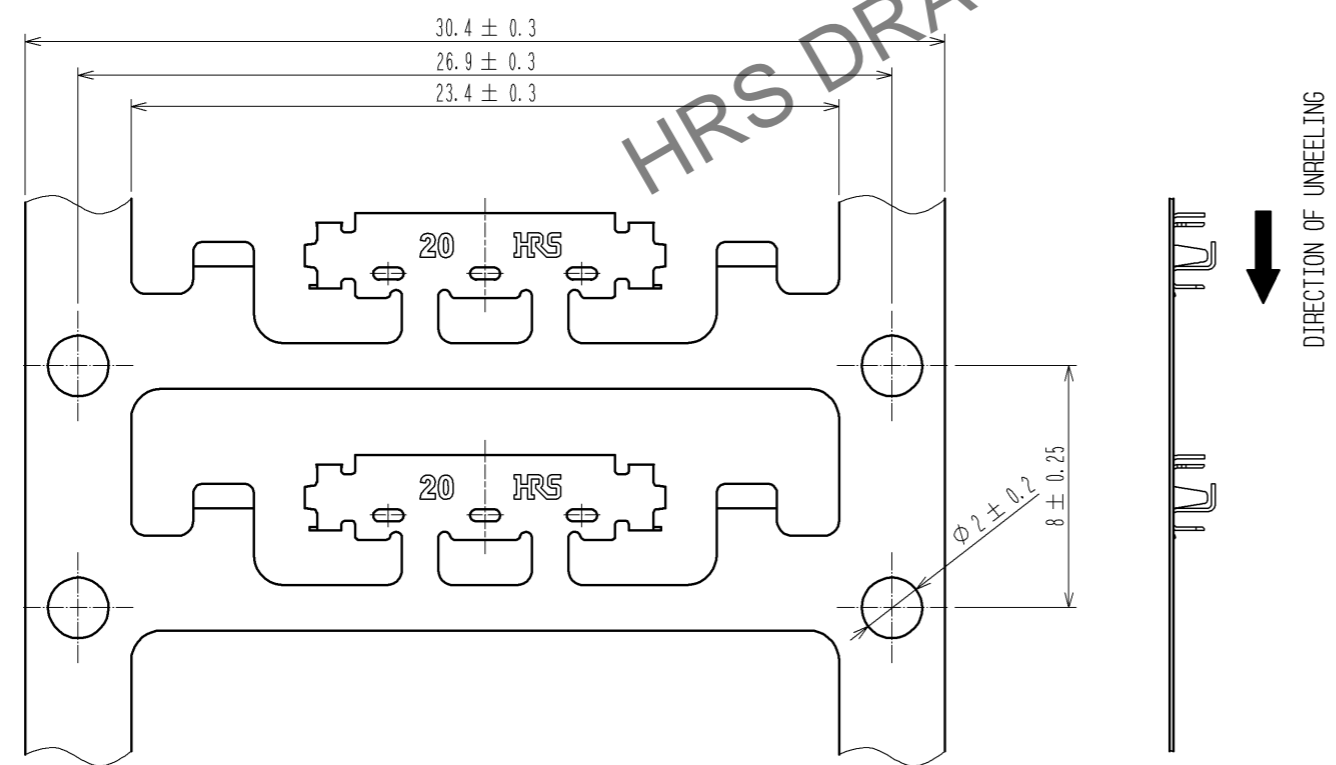 30.4 ± 0.3
26.9 ± 0.3
23.4 ± 0.3
HRS DRA
DIRECTION OF UNREELING
20 HRS
20 HRS
8 ± 0.25
Φ2 ± 0.2